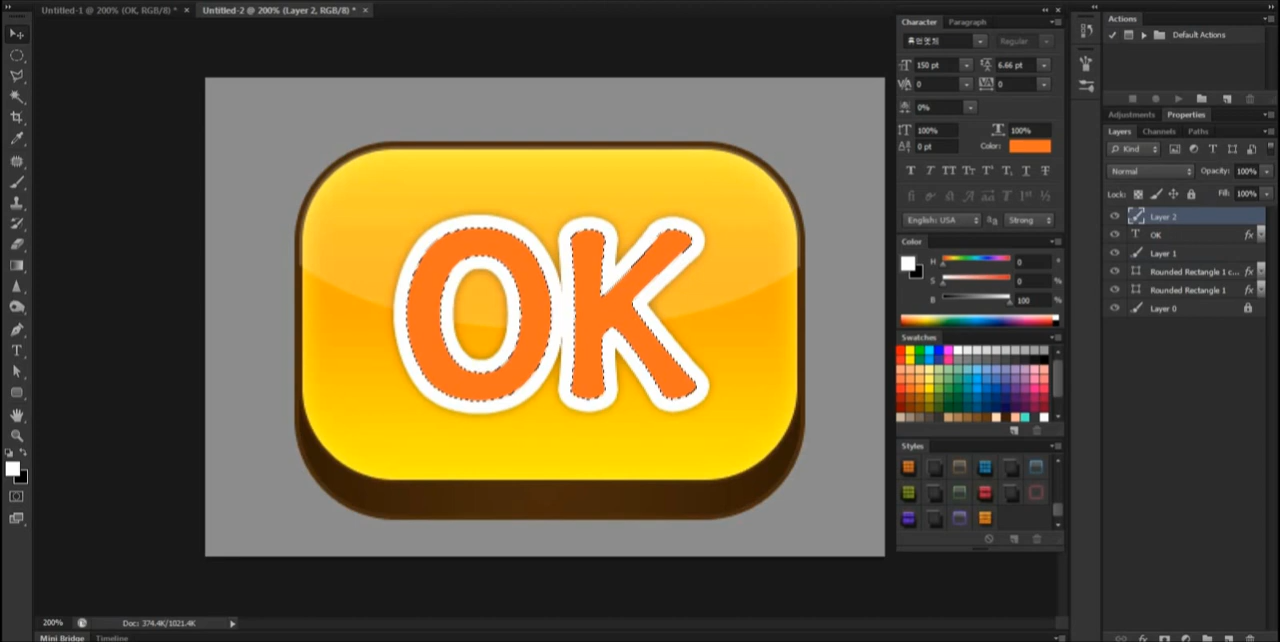 Untitled-1 @ 200% (OK, RGB/8) * ×
Untitled-2 @ 200% (Layer 2, RGB/8) * ×
OK
200%
Doc: 374.4K/1021.4K
Mini Bridge
Timeline
Character
Paragraph
Regular
150 pt
6.66 pt
0
0
0%
100%
100%
0 pt
Color:
English: USA
Strong
Color
H
0
°
S
0
%
B
100
%
Swatches
Styles
Actions
Default Actions
Adjustments
Properties
Layers
Channels
Paths
Kind
Normal
Opacity: 100%
Lock:
Fill: 100%
Layer 2
OK
fx
Layer 1
Rounded Rectangle 1 c...
fx
Rounded Rectangle 1
fx
Layer 0